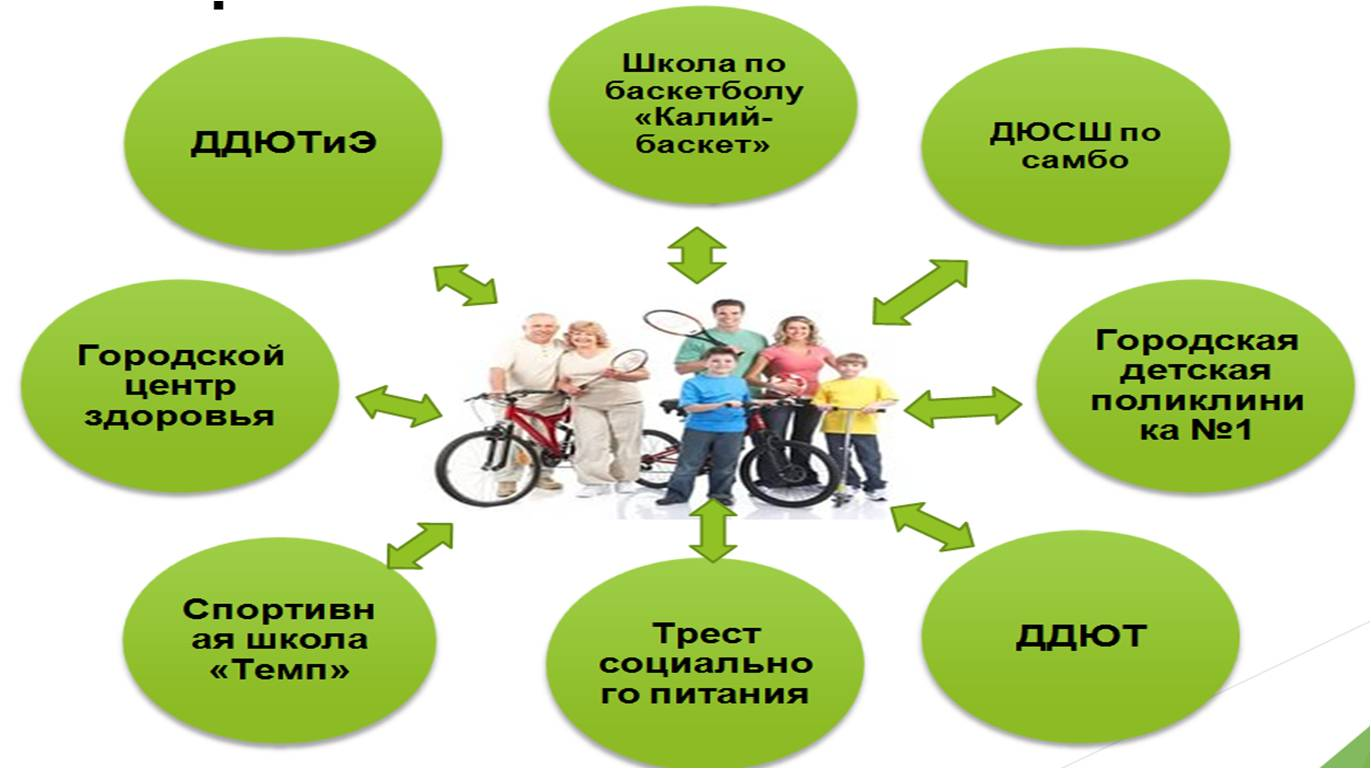 ДДЮТиЭ
Школа по
баскетболу
«Калий-
баскет»
ДЮСШ по
самбо
Городской
центр
здоровья
Городская
детская
поликлини
ка №1
Спортивн
ая школа
«Темп»
Трест
социально
го питания
ДДЮТ